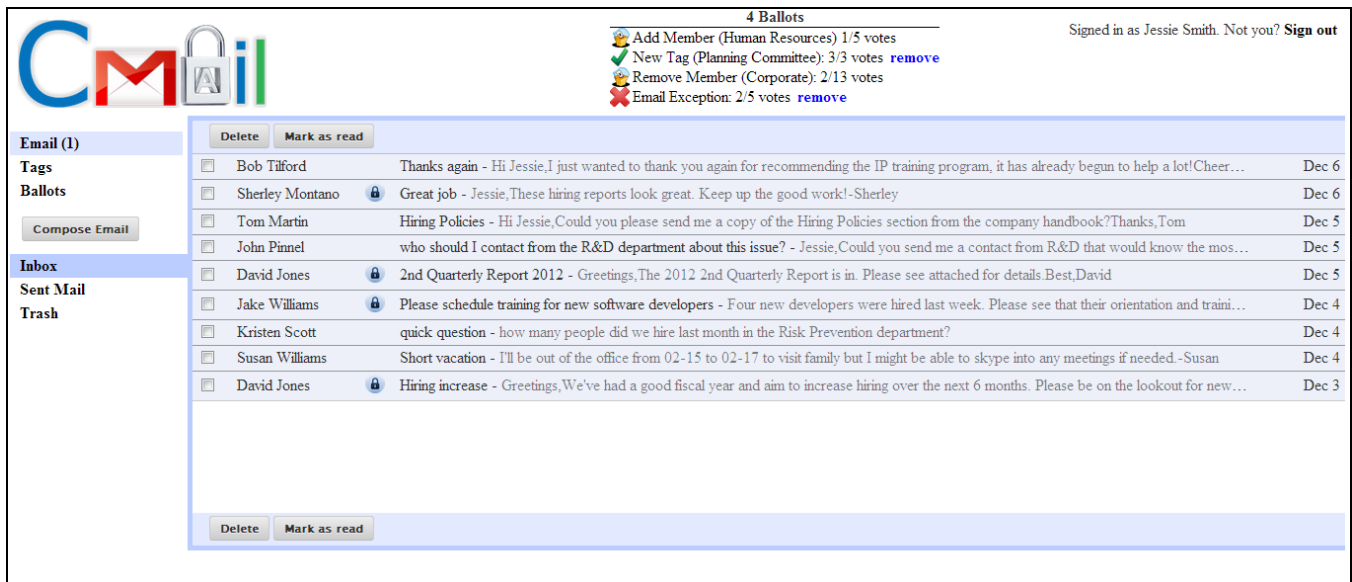 CMail
A
4 Ballots
Add Member (Human Resources) 1/5 votes
New Tag (Planning Committee): 3/3 votes remove
Remove Member (Corporate): 2/13 votes
Email Exception: 2/5 votes remove
Signed in as Jessie Smith. Not you? Sign out
Email (1)
Tags
Ballots
Compose Email
Inbox
Sent Mail
Trash
Delete Mark as read
Bob Tilford Thanks again - Hi Jessie,I just wanted to thank you again for recommending the IP training program, it has already begun to help a lot!Cheer... Dec 6
Sherley Montano Great job - Jessie,These hiring reports look great. Keep up the good work!-Sherley Dec 6
Tom Martin Hiring Policies - Hi Jessie,Could you please send me a copy of the Hiring Policies section from the company handbook?Thanks,Tom Dec 5
John Pinnel who should I contact from the R&D department about this issue? - Jessie,Could you send me a contact from R&D that would know the mos... Dec 5
David Jones 2nd Quarterly Report 2012 - Greetings,The 2012 2nd Quarterly Report is in. Please see attached for details.Best,David Dec 5
Jake Williams Please schedule training for new software developers - Four new developers were hired last week. Please see that their orientation and traini... Dec 4
Kristen Scott quick question - how many people did we hire last month in the Risk Prevention department? Dec 4
Susan Williams Short vacation - I'll be out of the office from 02-15 to 02-17 to visit family but I might be able to skype into any meetings if needed.-Susan Dec 4
David Jones Hiring increase - Greetings,We've had a good fiscal year and aim to increase hiring over the next 6 months. Please be on the lookout for new... Dec 3
Delete Mark as read